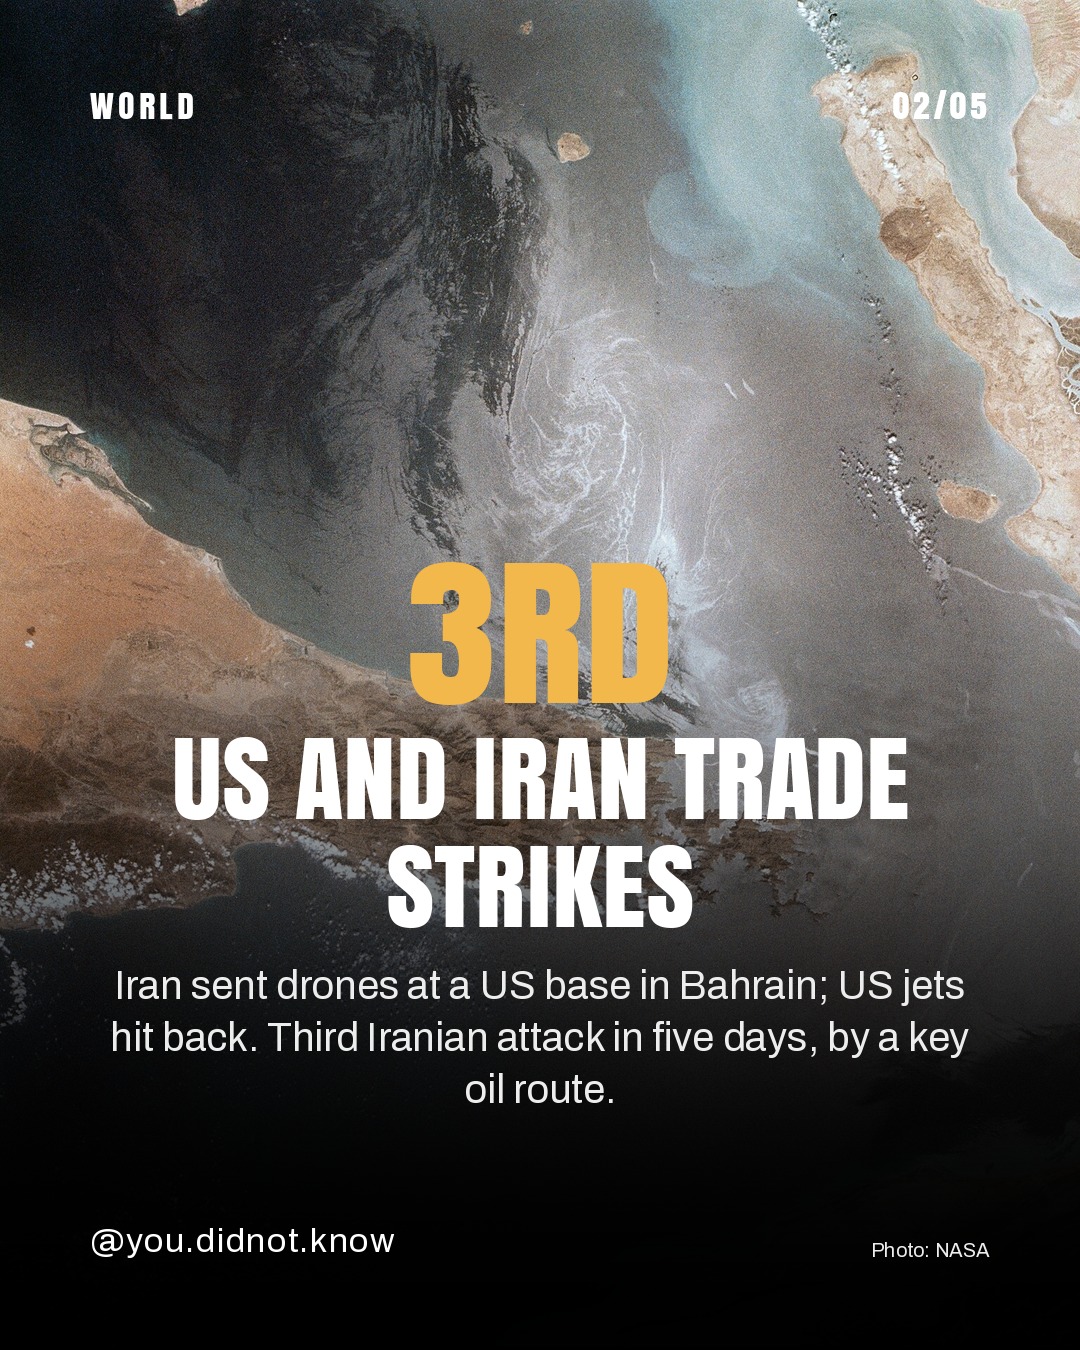 WORLD
02/05
3RD
US AND IRAN TRADE
STRIKES
Iran sent drones at a US base in Bahrain; US jets
hit back. Third Iranian attack in five days, by a key
oil route.
@you.didnot.know
Photo: NASA